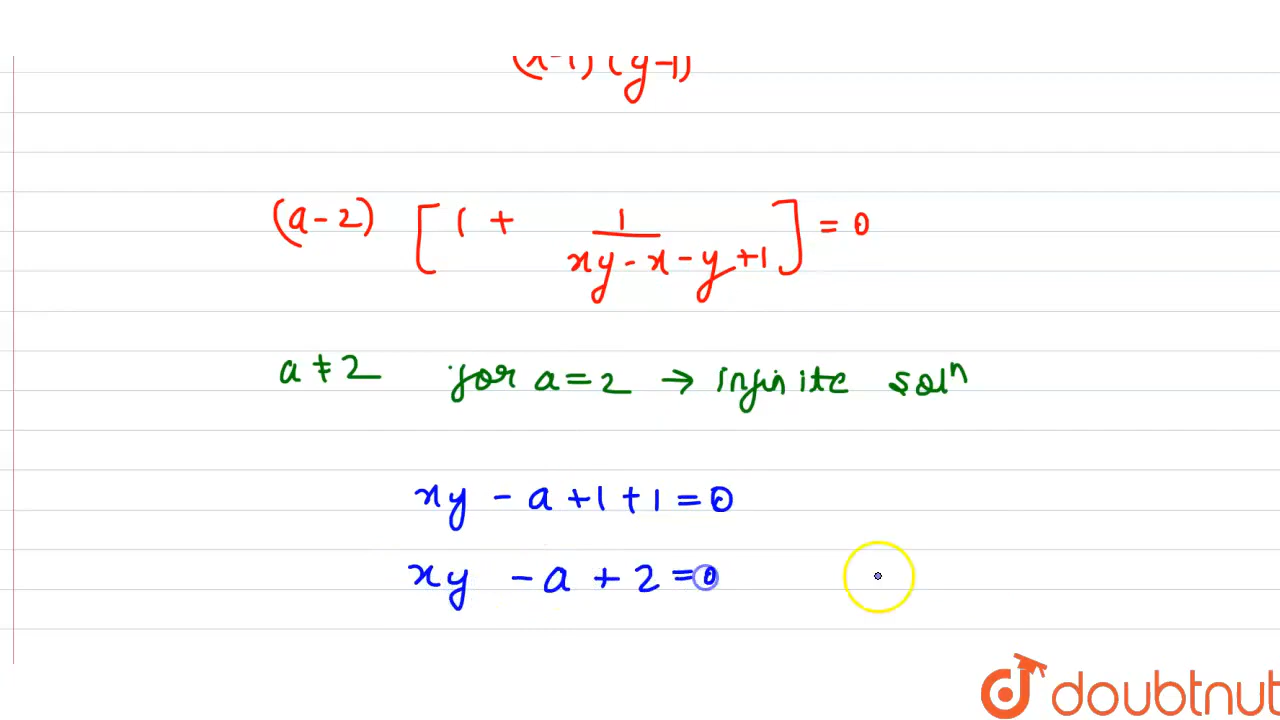 (x-1) (y-1)
(a-2) [1 + 1/(xy-x-y+1)] = 0
a ≠ 2 for a = 2 → infinite solⁿ
xy - a + 1 + 1 = 0
xy - a + 2 = 0
doubtnut